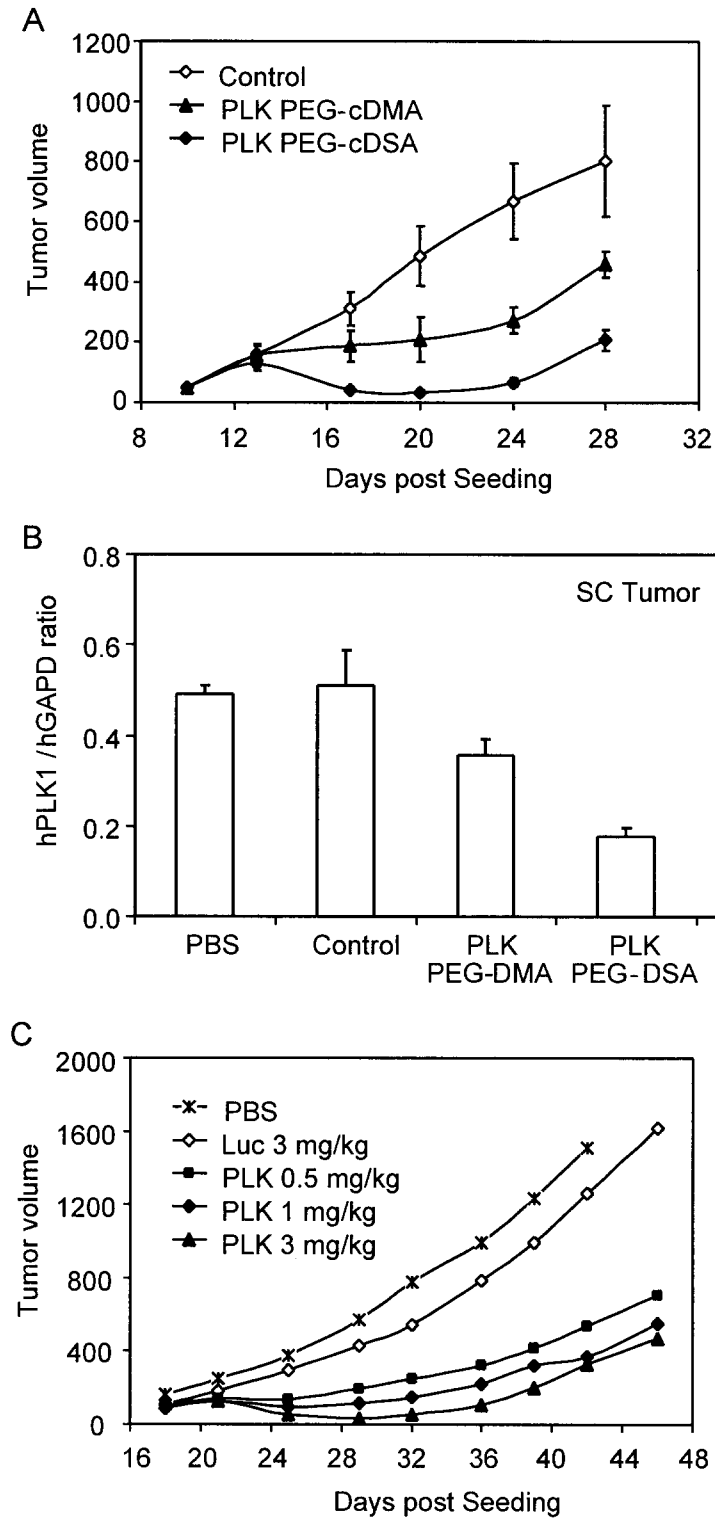 A
1200
1000
800
600
400
200
0
Tumor volume
Control
PLK PEG-cDMA
PLK PEG-cDSA
8 12 16 20 24 28 32
Days post Seeding
B
0.8
0.6
0.4
0.2
0.0
hPLK1 /hGAPD ratio
SC Tumor
PBS Control PLK PLK
PEG-DMA PEG-DSA
C
2000
1600
1200
800
400
0
Tumor volume
PBS
Luc 3 mg/kg
PLK 0.5 mg/kg
PLK 1 mg/kg
PLK 3 mg/kg
16 20 24 28 32 36 40 44 48
Days post Seeding